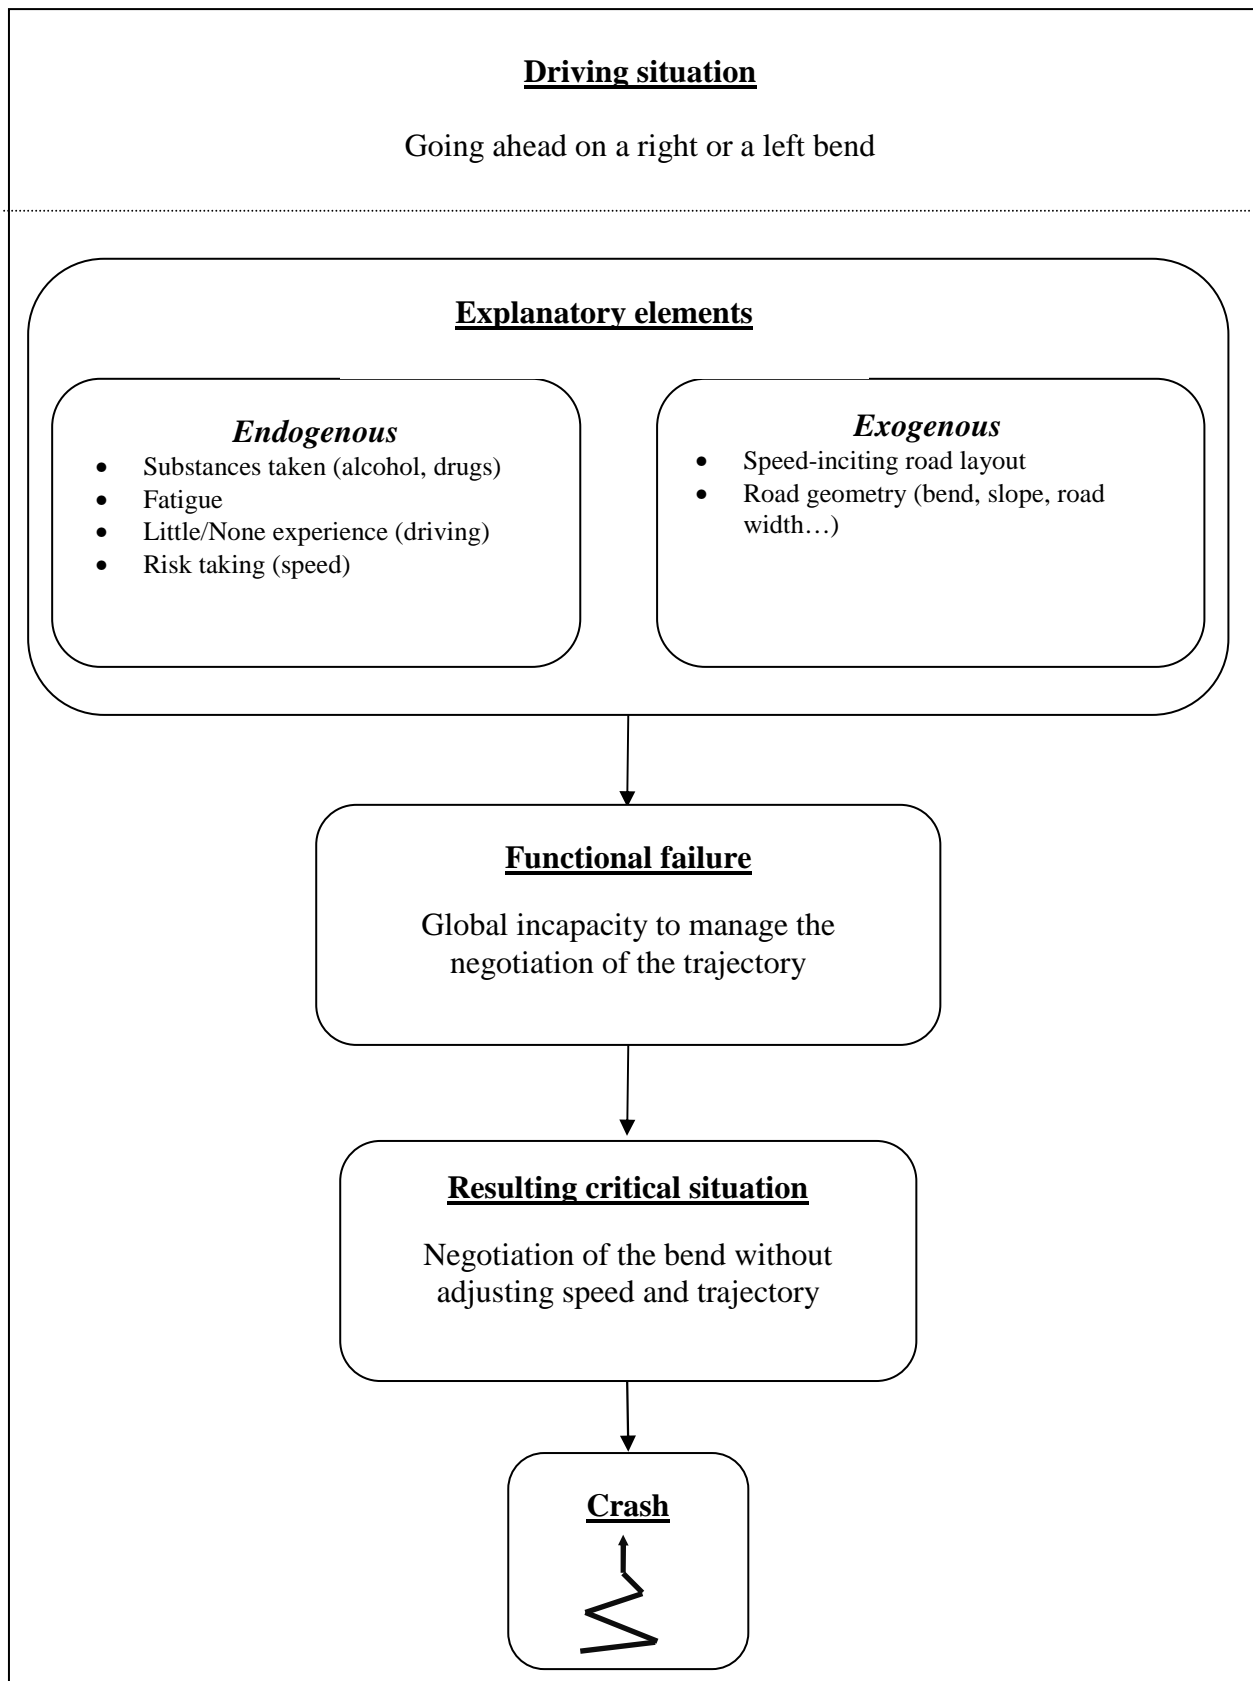 Driving situation
Going ahead on a right or a left bend
Explanatory elements
Endogenous
• Substances taken (alcohol, drugs)
• Fatigue
• Little/None experience (driving)
• Risk taking (speed)
Exogenous
• Speed-inciting road layout
• Road geometry (bend, slope, road
width…)
Functional failure
Global incapacity to manage the
negotiation of the trajectory
Resulting critical situation
Negotiation of the bend without
adjusting speed and trajectory
Crash